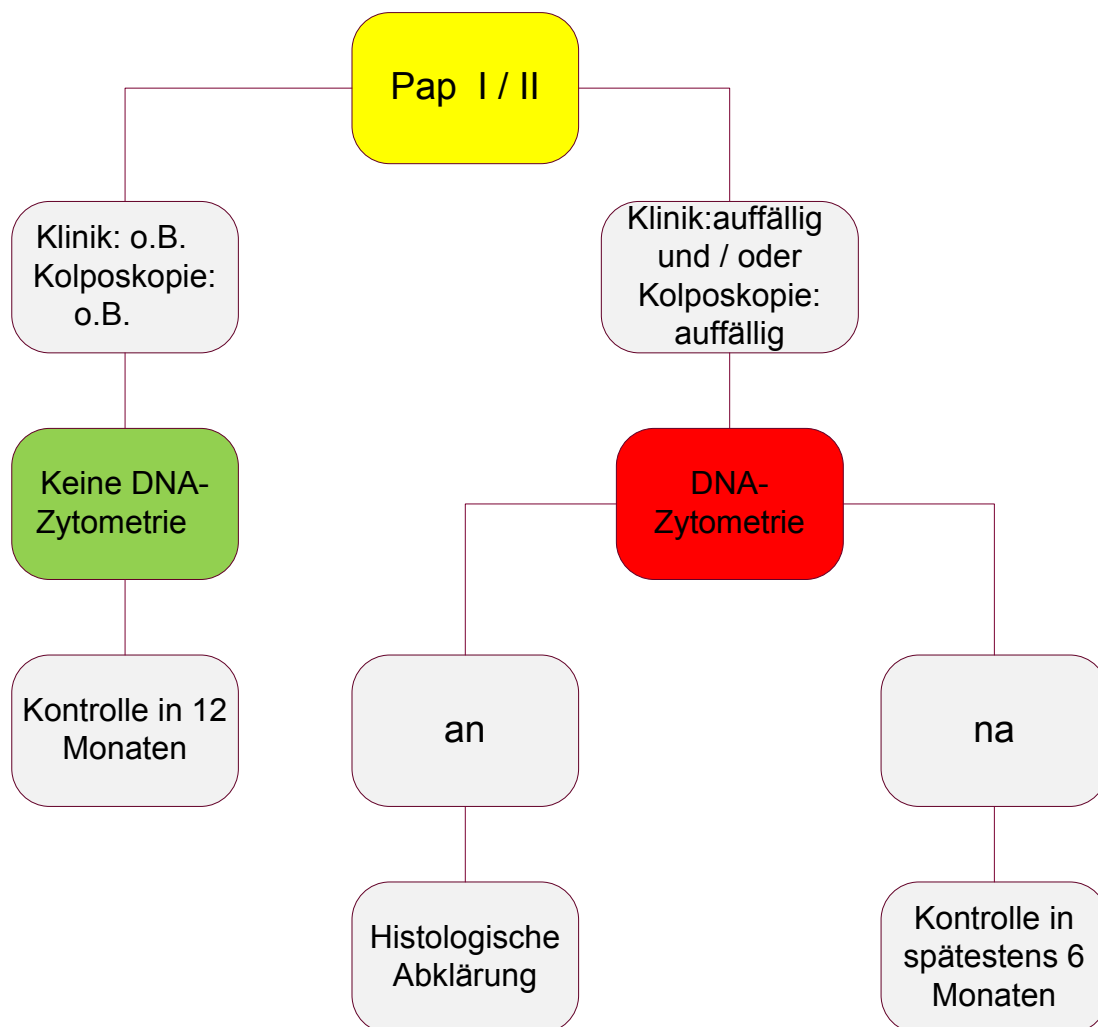 Pap I / II
Klinik: o.B.
Kolposkopie:
o.B.
Klinik:auffällig
und / oder
Kolposkopie:
auffällig
Keine DNA-
Zytometrie
DNA-
Zytometrie
Kontrolle in 12
Monaten
an
na
Histologische
Abklärung
Kontrolle in
spätestens 6
Monaten